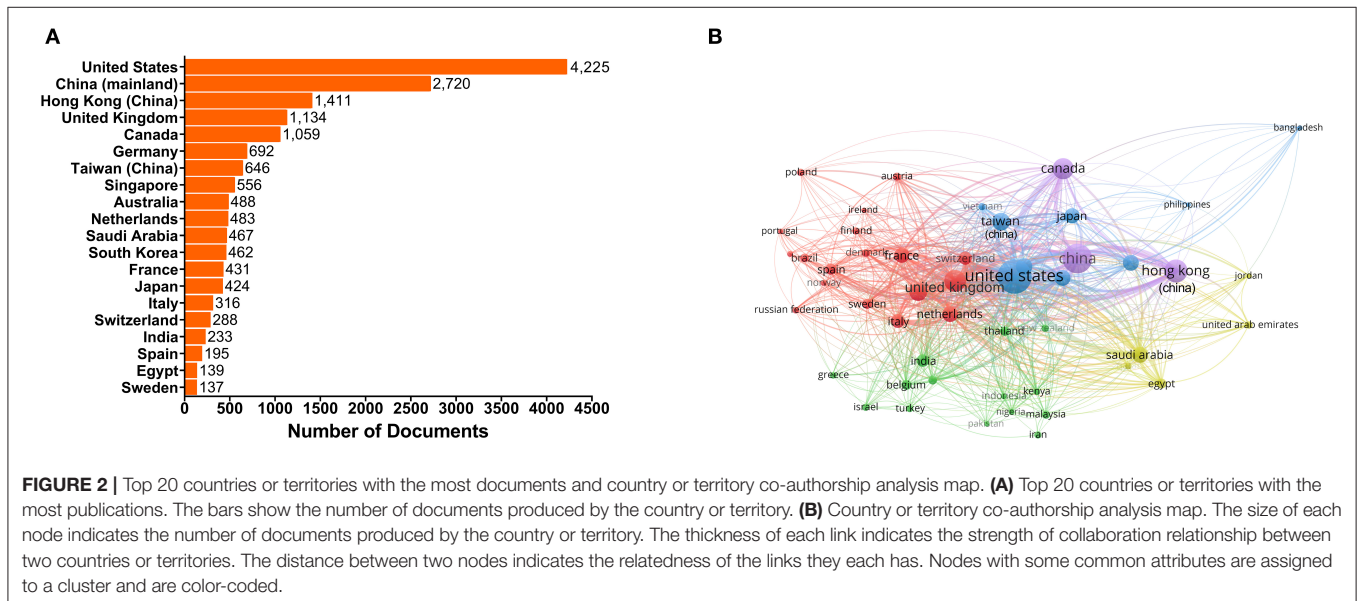 A
United States 4,225
China (mainland) 2,720
Hong Kong (China) 1,411
United Kingdom 1,134
Canada 1,059
Germany 692
Taiwan (China) 646
Singapore 556
Australia 488
Netherlands 483
Saudi Arabia 467
South Korea 462
France 431
Japan 424
Italy 316
Switzerland 288
India 233
Spain 195
Egypt 139
Sweden 137
0 500 1000 1500 2000 2500 3000 3500 4000 4500
Number of Documents
B
bangladesh
canada
poland
austria
vietnam
philippines
ireland
taiwan
(china)
japan
portugal
finland
brazil
denmark
france
switzerland
china
spain
hong kong
(china)
jordan
norway
united states
united kingdom
russian federation
sweden
italy
netherlands
united arab emirates
thailand
new zealand
saudi arabia
india
greece
belgium
egypt
indonesia
kenya
israel
turkey
nigeria
malaysia
pakistan
iran
FIGURE 2 | Top 20 countries or territories with the most documents and country or territory co-authorship analysis map. (A) Top 20 countries or territories with the
most publications. The bars show the number of documents produced by the country or territory. (B) Country or territory co-authorship analysis map. The size of each
node indicates the number of documents produced by the country or territory. The thickness of each link indicates the strength of collaboration relationship between
two countries or territories. The distance between two nodes indicates the relatedness of the links they each has. Nodes with some common attributes are assigned
to a cluster and are color-coded.